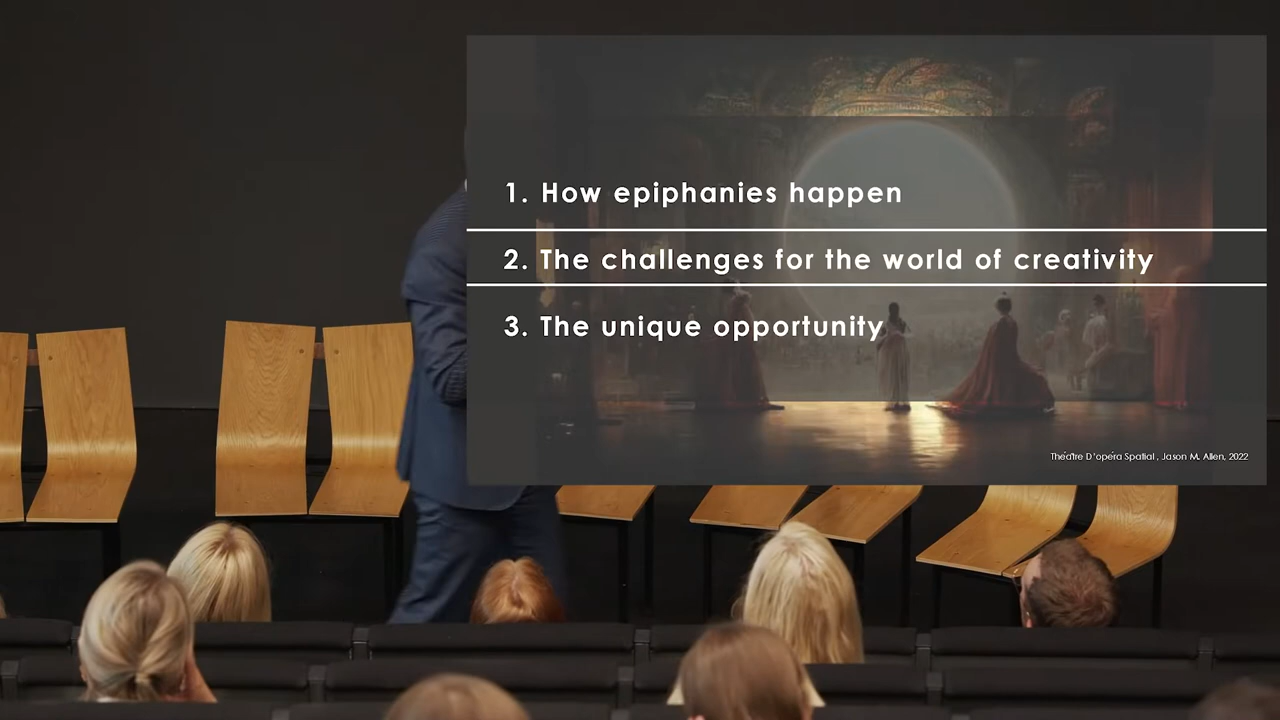 1. How epiphanies happen
2. The challenges for the world of creativity
3. The unique opportunity
Théâtre D'opéra Spatial , Jason M. Allen, 2022